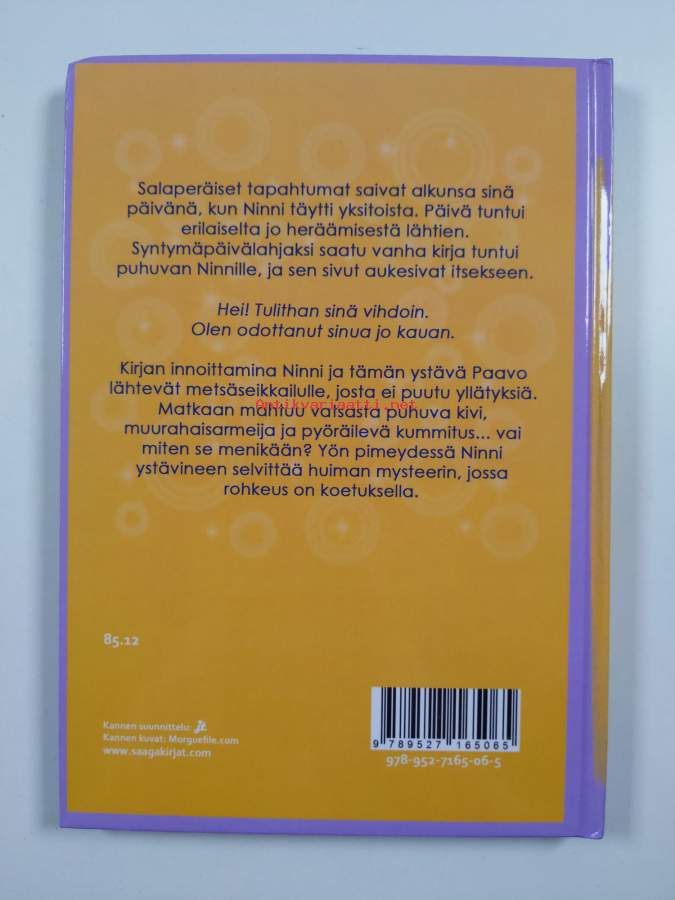 Salaperäiset tapahtumat saivat alkunsa sinä
päivänä, kun Ninni täytti yksitoista. Päivä tuntui
erilaiselta jo heräämisestä lähtien.
Syntymäpäivälahjaksi saatu vanha kirja tuntui
puhuvan Ninnille, ja sen sivut aukesivat itsekseen.
Hei! Tulithan sinä vihdoin.
Olen odottanut sinua jo kauan.
Kirjan innoittamina Ninni ja tämän ystävä Paavo
lähtevät metsäseikkailulle, josta ei puutu yllätyksiä.
Antikvariaatti.net
Matkaan mahtuu vatsasta puhuva kivi,
muurahaisarmeija ja pyöräilevä kummitus... vai
miten se menikään? Yön pimeydessä Ninni
ystävineen selvittää huiman mysteerin, jossa
rohkeus on koetuksella.
85.12
Kannen suunnittelu: jt
Kannen kuvat: Morguefile.com
www.saagakirjat.com
9 789527 165065
978-952-7165-06-5